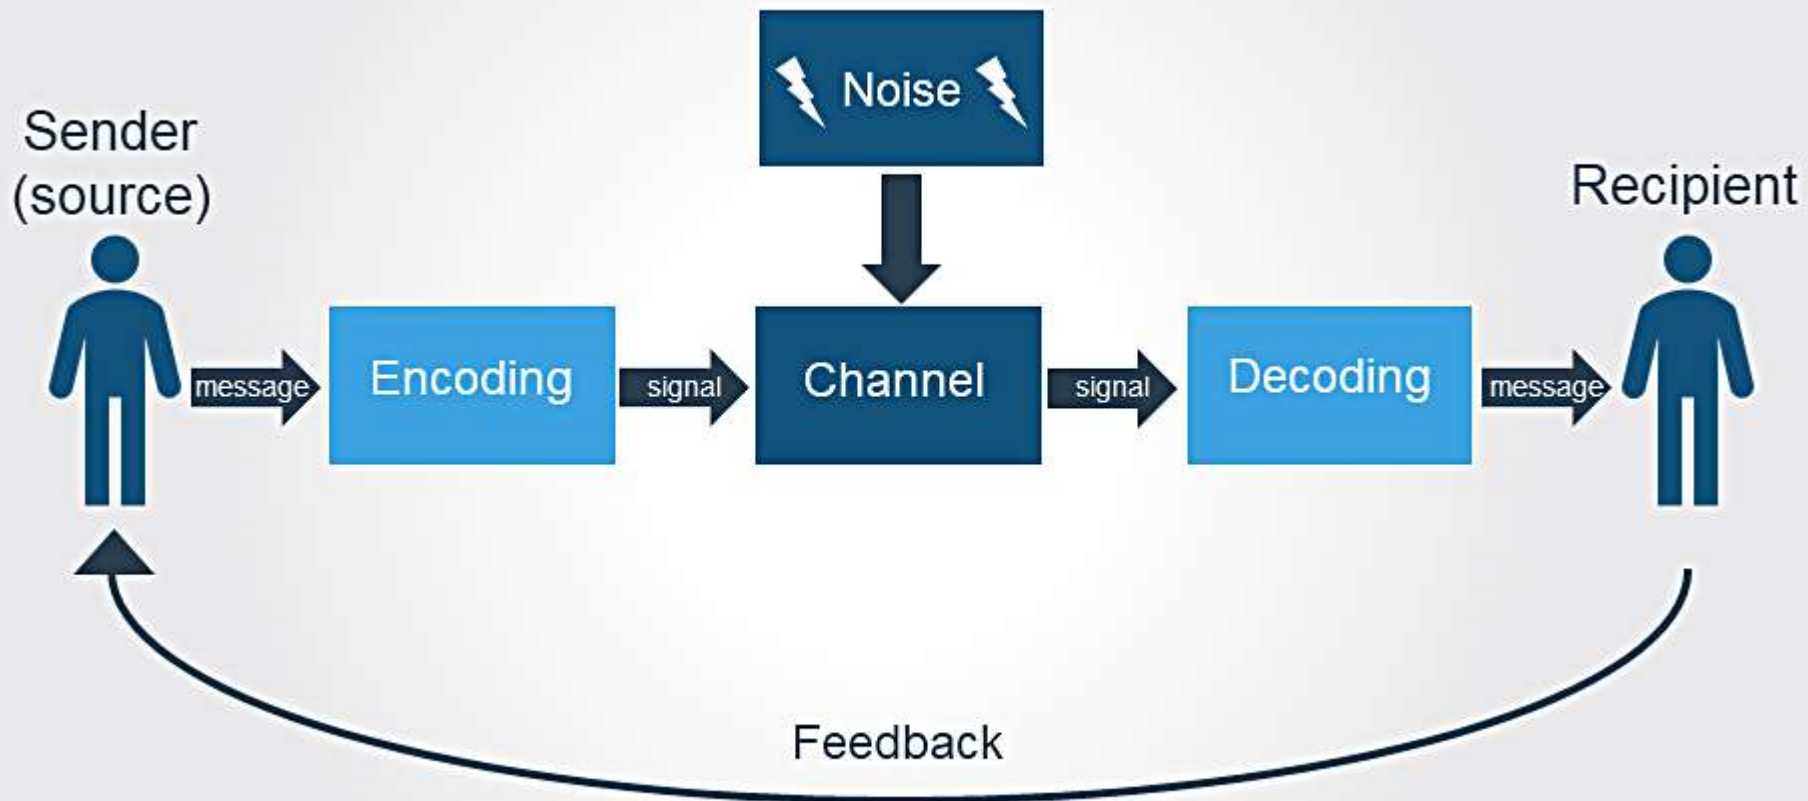 Noise
Sender
(source)
Recipient
message
Encoding
signal
Channel
signal
Decoding
message
Feedback